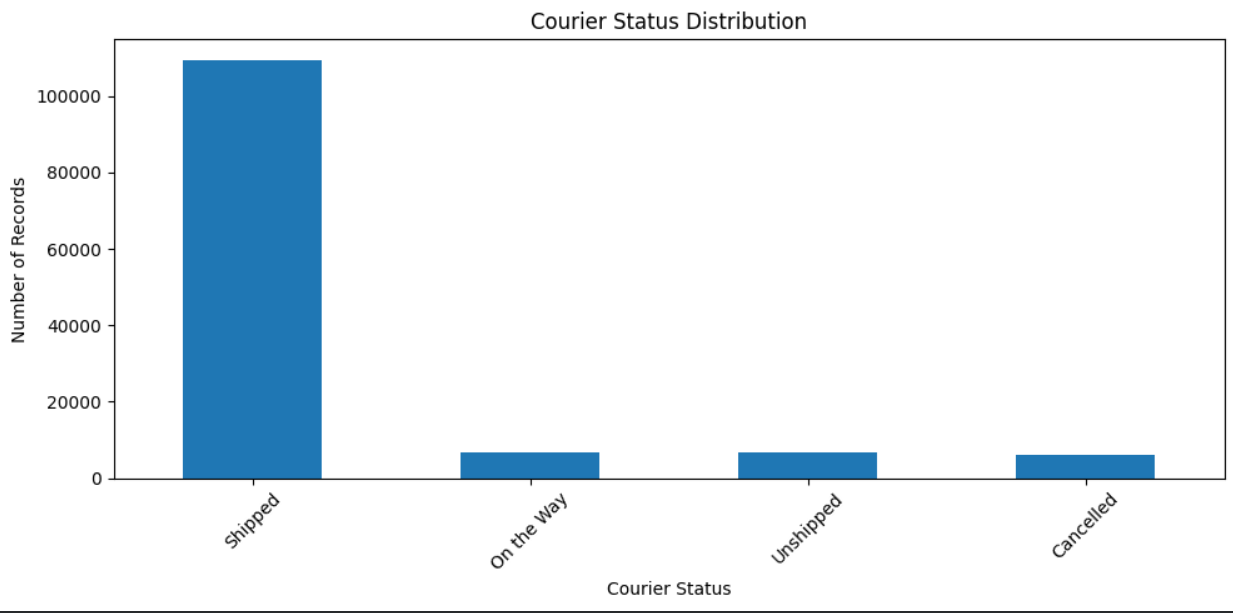 Courier Status Distribution
Number of Records
100000
80000
60000
40000
20000
0
Shipped
On the Way
Unshipped
Cancelled
Courier Status